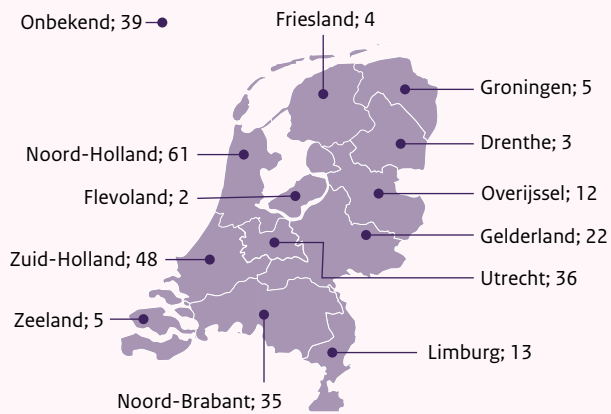 Onbekend; 39
Friesland; 4
Groningen; 5
Drenthe; 3
Noord-Holland; 61
Flevoland; 2
Overijssel; 12
Gelderland; 22
Zuid-Holland; 48
Utrecht; 36
Zeeland; 5
Limburg; 13
Noord-Brabant; 35